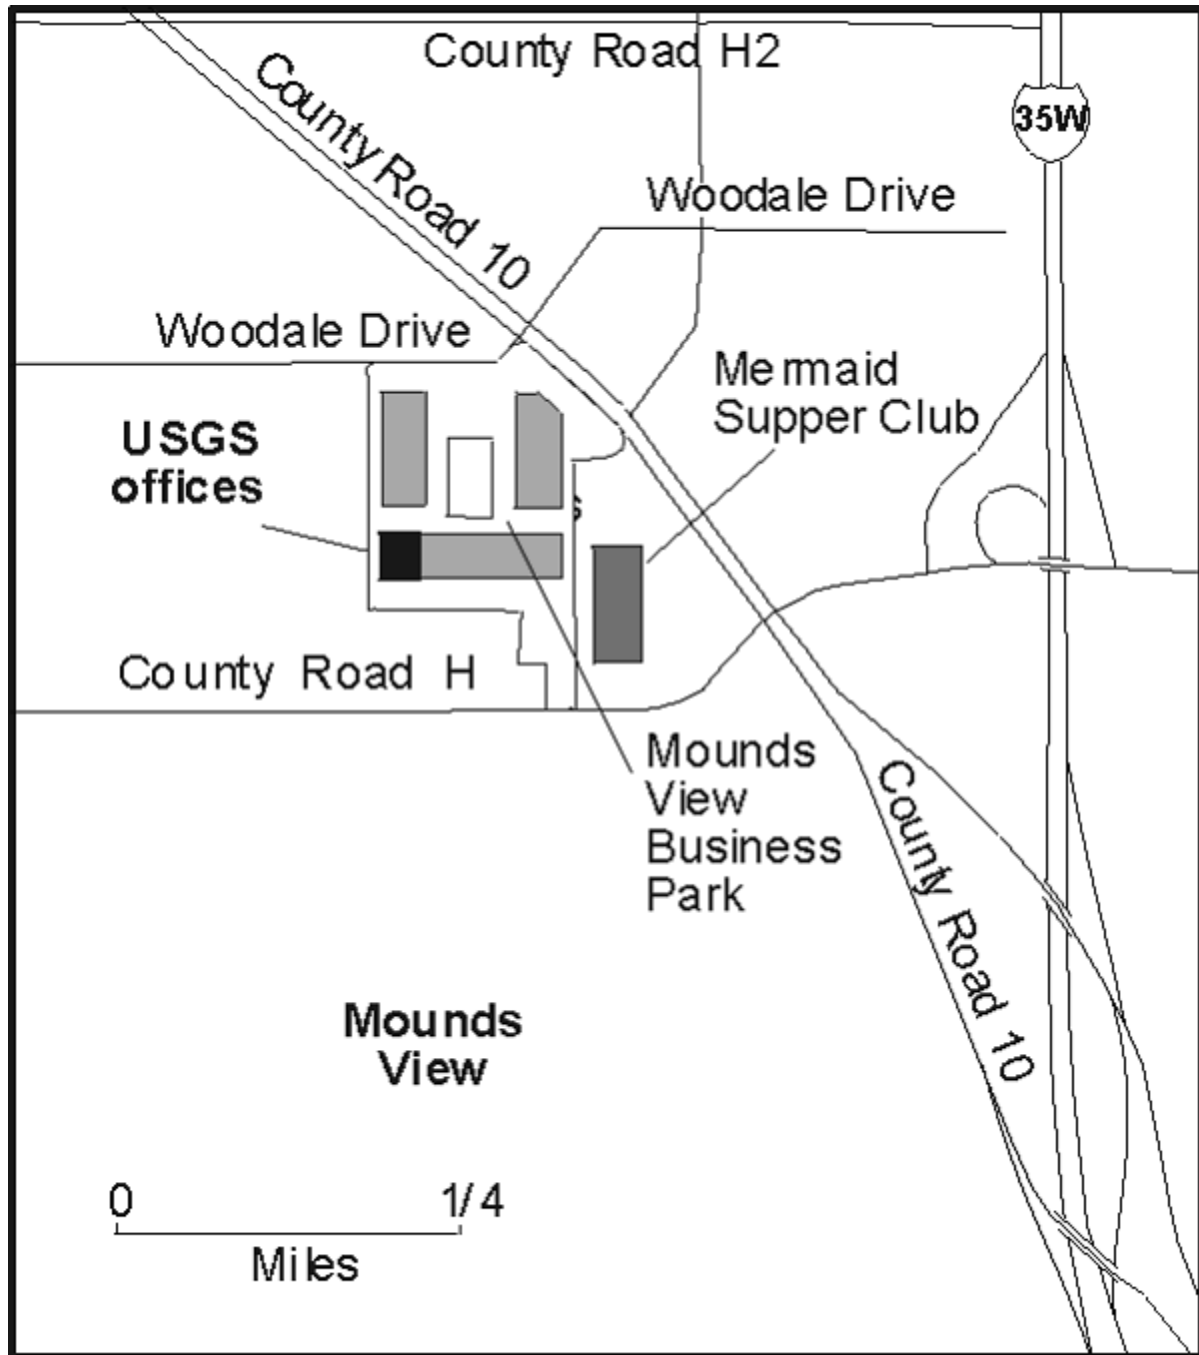 County Road H2
County Road 10
35W
Woodale Drive
Woodale Drive
Mermaid
Supper Club
USGS
offices
s
County Road H
Mounds
View
Business
Park
County Road 10
Mounds
View
0 1/4
Miles